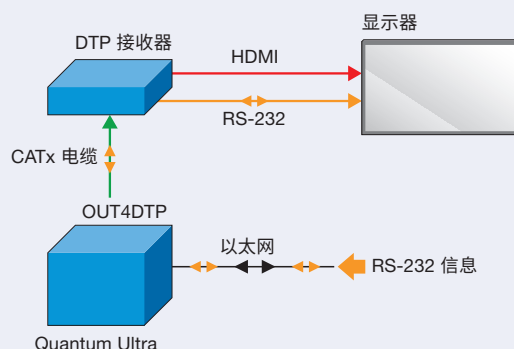 显示器
DTP 接收器
HDMI
RS-232
CATx 电缆
OUT4DTP
以太网
RS-232 信息
Quantum Ultra